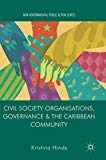 NON-GOVERNMENTAL PUBLIC ACTION SERIES
CIVIL SOCIETY ORGANISATIONS,
GOVERNANCE & THE CARIBBEAN
COMMUNITY
Kristina Hinds